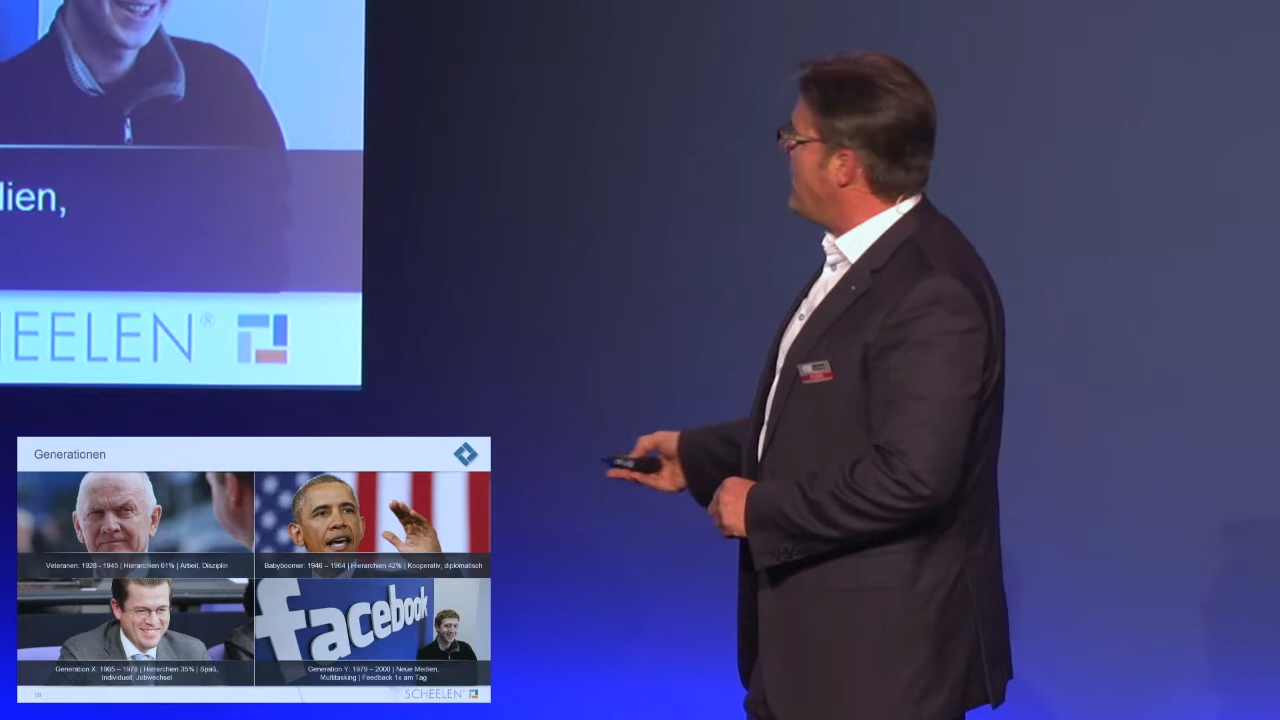 lien,
EELEN®
Generationen
Veteranen: 1928 - 1945 | Hierarchien 61% | Arbeit, Disziplin
Babyboomer: 1946 – 1964 | Hierarchien 42% | Kooperativ, diplomatisch
facebook
Generation X: 1965 – 1978 | Hierarchien 35% | Spaß,
Individuell, Jobwechsel
Generation Y: 1979 – 2000 | Neue Medien,
Multitasking | Feedback 1x am Tag
SCHEELEN®